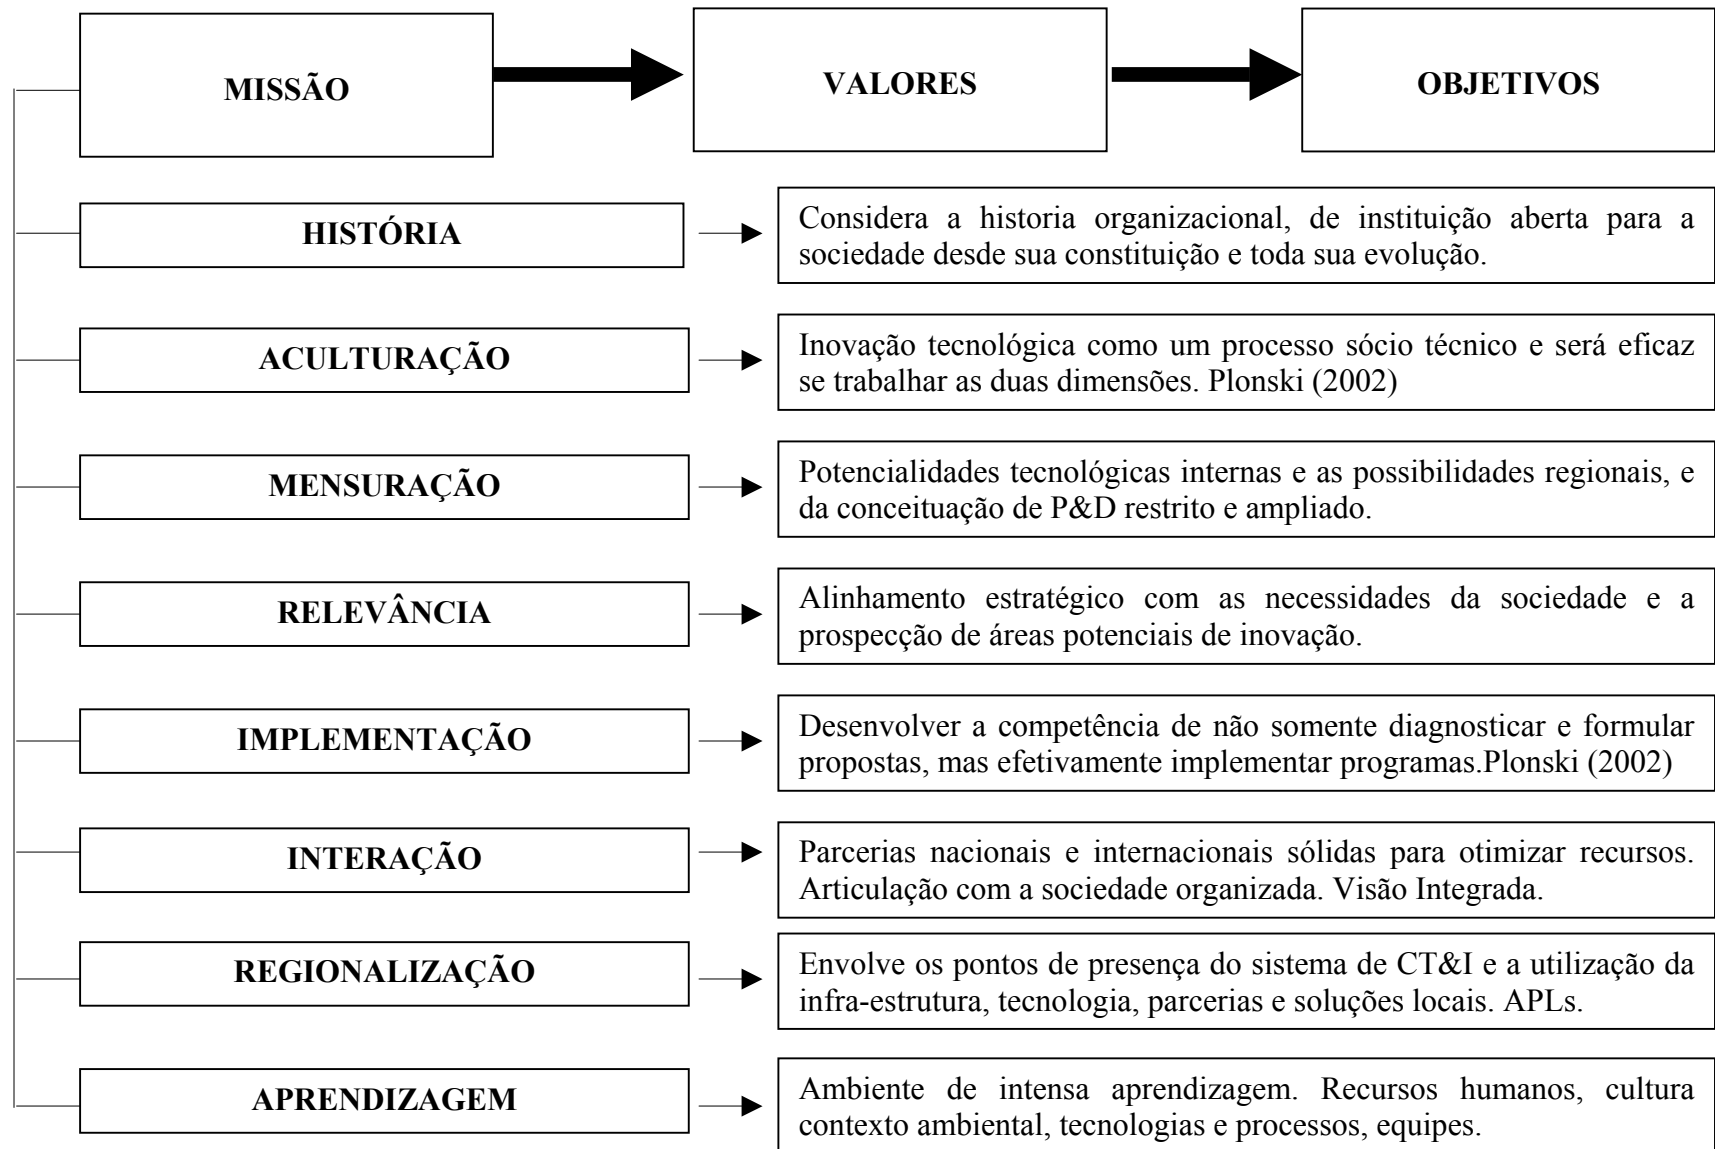 MISSÃO
VALORES
OBJETIVOS
HISTÓRIA
Considera a historia organizacional, de instituição aberta para a
sociedade desde sua constituição e toda sua evolução.
ACULTURAÇÃO
Inovação tecnológica como um processo sócio técnico e será eficaz
se trabalhar as duas dimensões. Plonski (2002)
MENSURAÇÃO
Potencialidades tecnológicas internas e as possibilidades regionais, e
da conceituação de P&D restrito e ampliado.
RELEVÂNCIA
Alinhamento estratégico com as necessidades da sociedade e a
prospecção de áreas potenciais de inovação.
IMPLEMENTAÇÃO
Desenvolver a competência de não somente diagnosticar e formular
propostas, mas efetivamente implementar programas.Plonski (2002)
INTERAÇÃO
Parcerias nacionais e internacionais sólidas para otimizar recursos.
Articulação com a sociedade organizada. Visão Integrada.
REGIONALIZAÇÃO
Envolve os pontos de presença do sistema de CT&I e a utilização da
infra-estrutura, tecnologia, parcerias e soluções locais. APLs.
APRENDIZAGEM
Ambiente de intensa aprendizagem. Recursos humanos, cultura
contexto ambiental, tecnologias e processos, equipes.